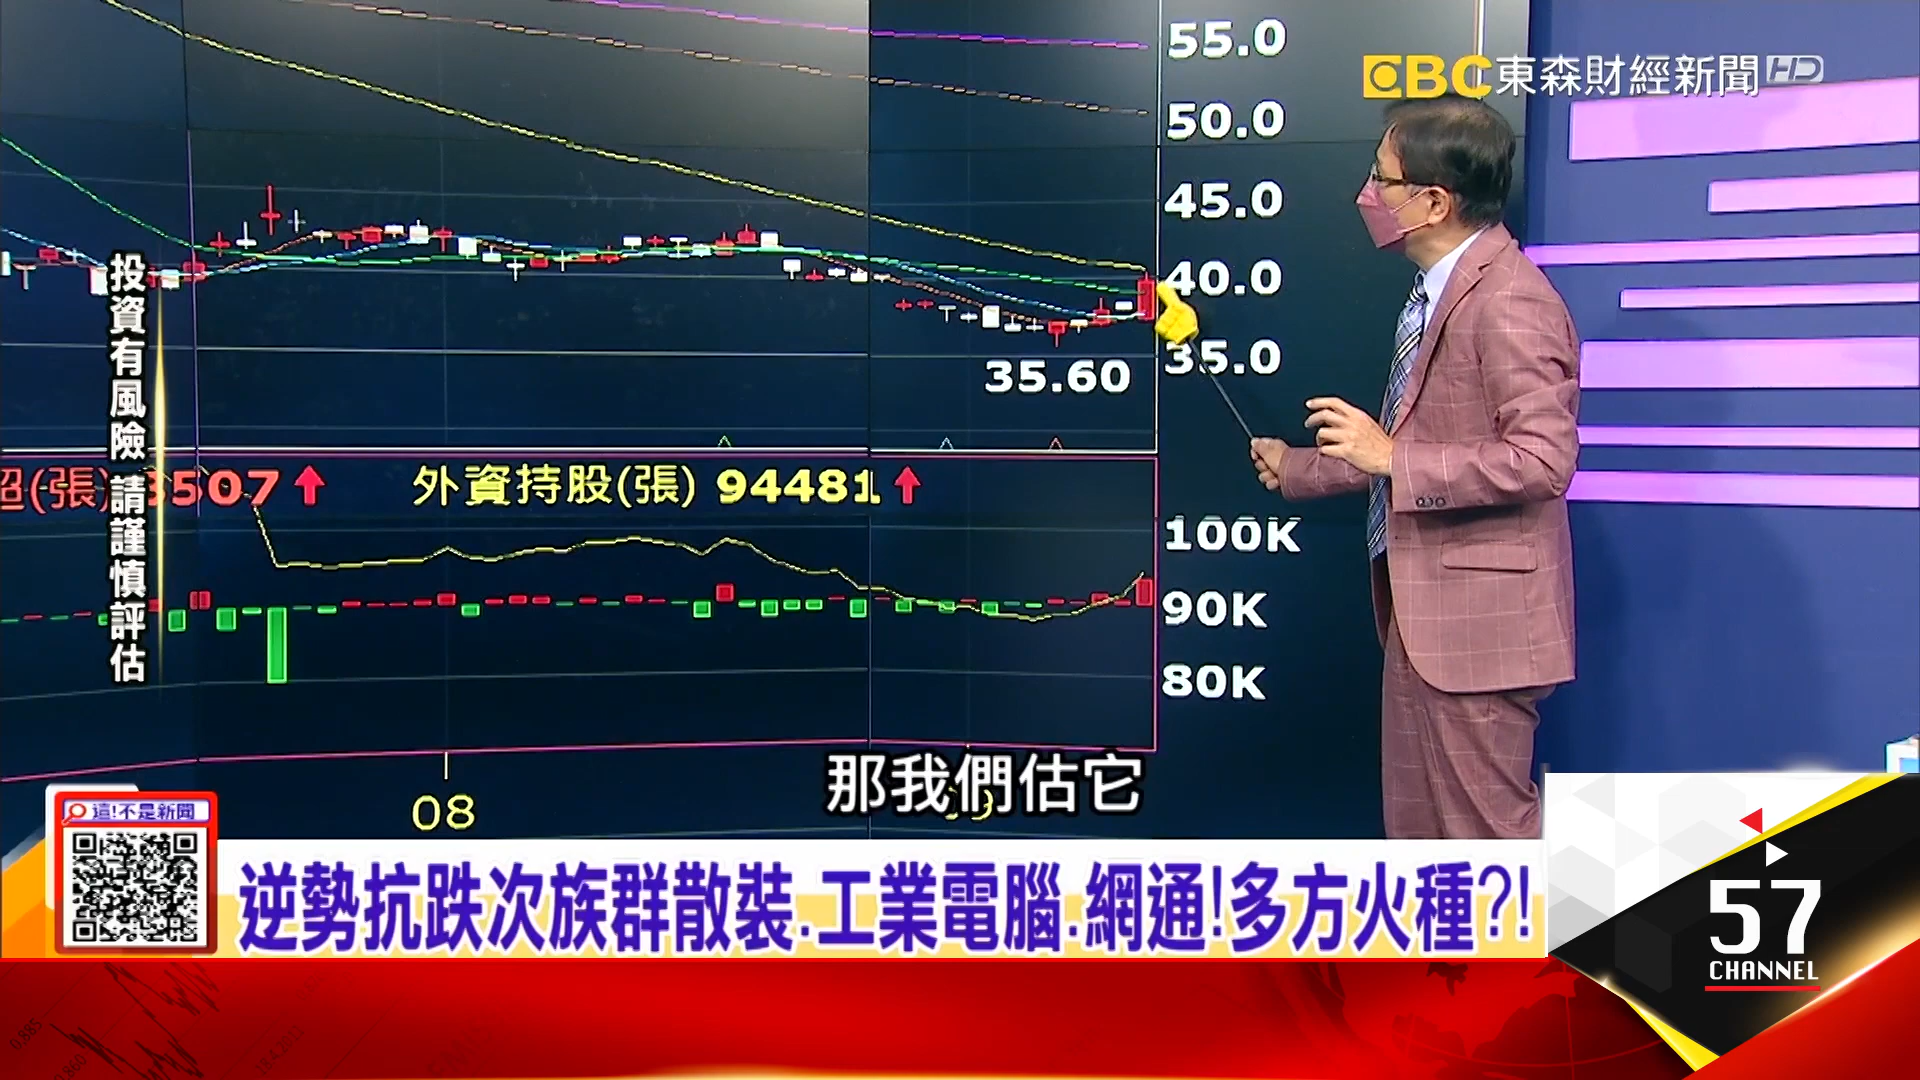 55.0
EBC東森財經新聞HD
50.0
45.0
40.0
35.0
35.60
投資有風險 請謹慎評估
超(張) 3507↑
外資持股(張) 94481↑
100K
90K
80K
08
那我們估它
這!不是新聞
逆勢抗跌次族群散裝.工業電腦.網通!多方火種?!
57
CHANNEL